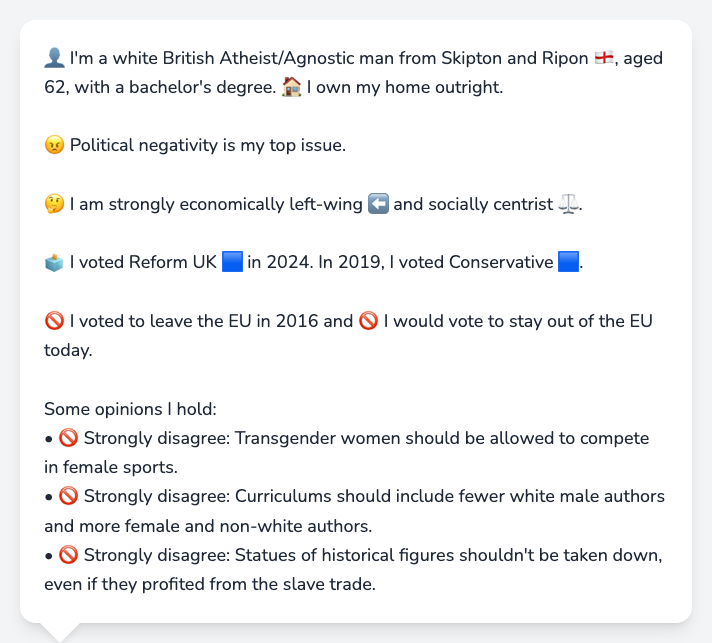 👤 I'm a white British Atheist/Agnostic man from Skipton and Ripon 🏴󠁧󠁢󠁥󠁮󠁧󠁿, aged
62, with a bachelor's degree. 🏠 I own my home outright.
😠 Political negativity is my top issue.
🤔 I am strongly economically left-wing ⬅️ and socially centrist ⚖️.
🗳️ I voted Reform UK 🟦 in 2024. In 2019, I voted Conservative 🟦.
🚫 I voted to leave the EU in 2016 and 🚫 I would vote to stay out of the EU
today.
Some opinions I hold:
• 🚫 Strongly disagree: Transgender women should be allowed to compete
in female sports.
• 🚫 Strongly disagree: Curriculums should include fewer white male authors
and more female and non-white authors.
• 🚫 Strongly disagree: Statues of historical figures shouldn't be taken down,
even if they profited from the slave trade.